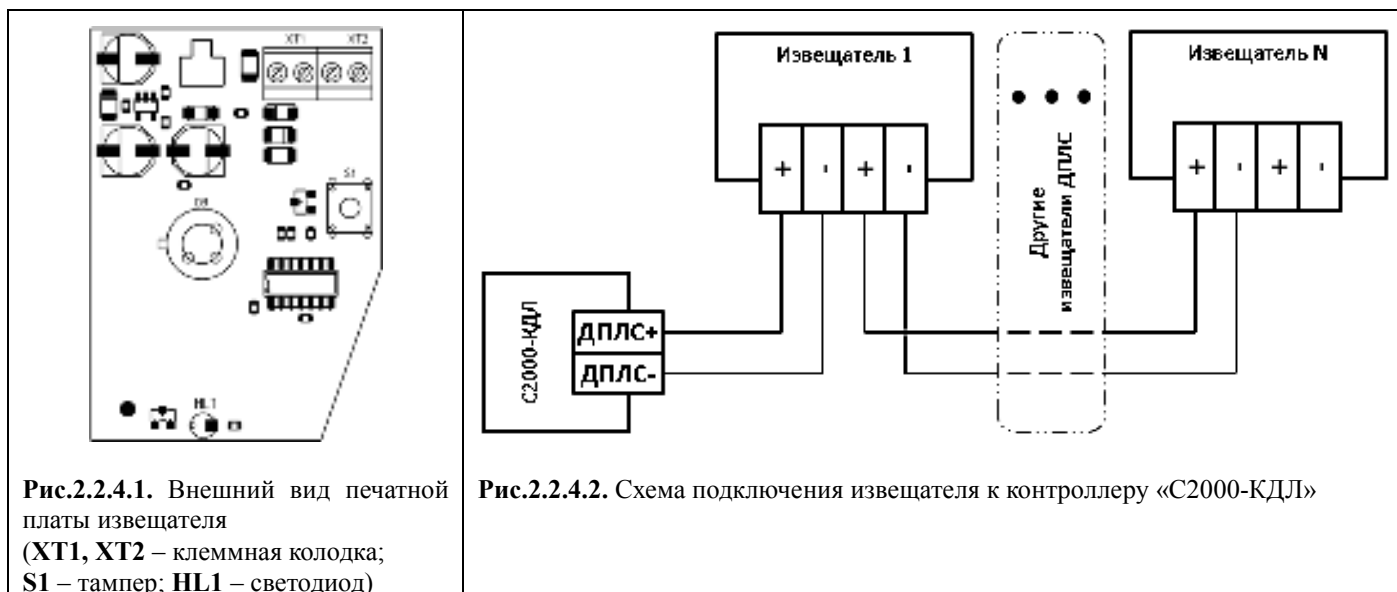 XT1 XT2
S1
D1
HL1
Рис.2.2.4.1. Внешний вид печатной
платы извещателя
(XT1, XT2 – клеммная колодка;
S1 – тампер; HL1 – светодиод)
Извещатель 1
+ - + -
Другие
извещатели ДПЛС
Извещатель N
+ - + -
С2000-КДЛ
ДПЛС+
ДПЛС-
Рис.2.2.4.2. Схема подключения извещателя к контроллеру «С2000-КДЛ»